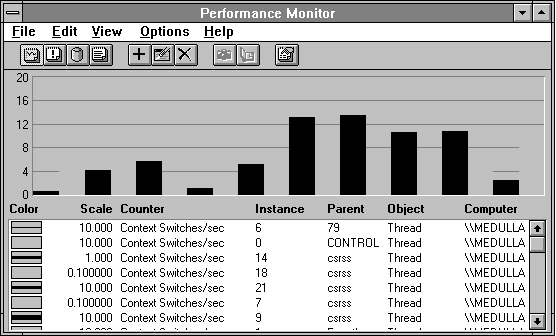 Performance Monitor
File Edit View Options Help
20
16
12
8
4
0
Color Scale Counter Instance Parent Object Computer
10.000 Context Switches/sec 6 79 Thread \\MEDULLA
10.000 Context Switches/sec 0 CONTROL Thread \\MEDULLA
1.000 Context Switches/sec 14 csrss Thread \\MEDULLA
0.100000 Context Switches/sec 18 csrss Thread \\MEDULLA
10.000 Context Switches/sec 21 csrss Thread \\MEDULLA
0.100000 Context Switches/sec 7 csrss Thread \\MEDULLA
10.000 Context Switches/sec 9 csrss Thread \\MEDULLA